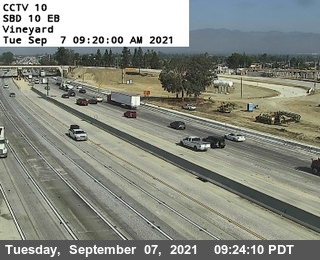 CCTV 10
SBD 10 EB
Vineyard
Tue Sep 7 09:20:00 AM 2021
Tuesday, September 07, 2021 09:24:10 PDT